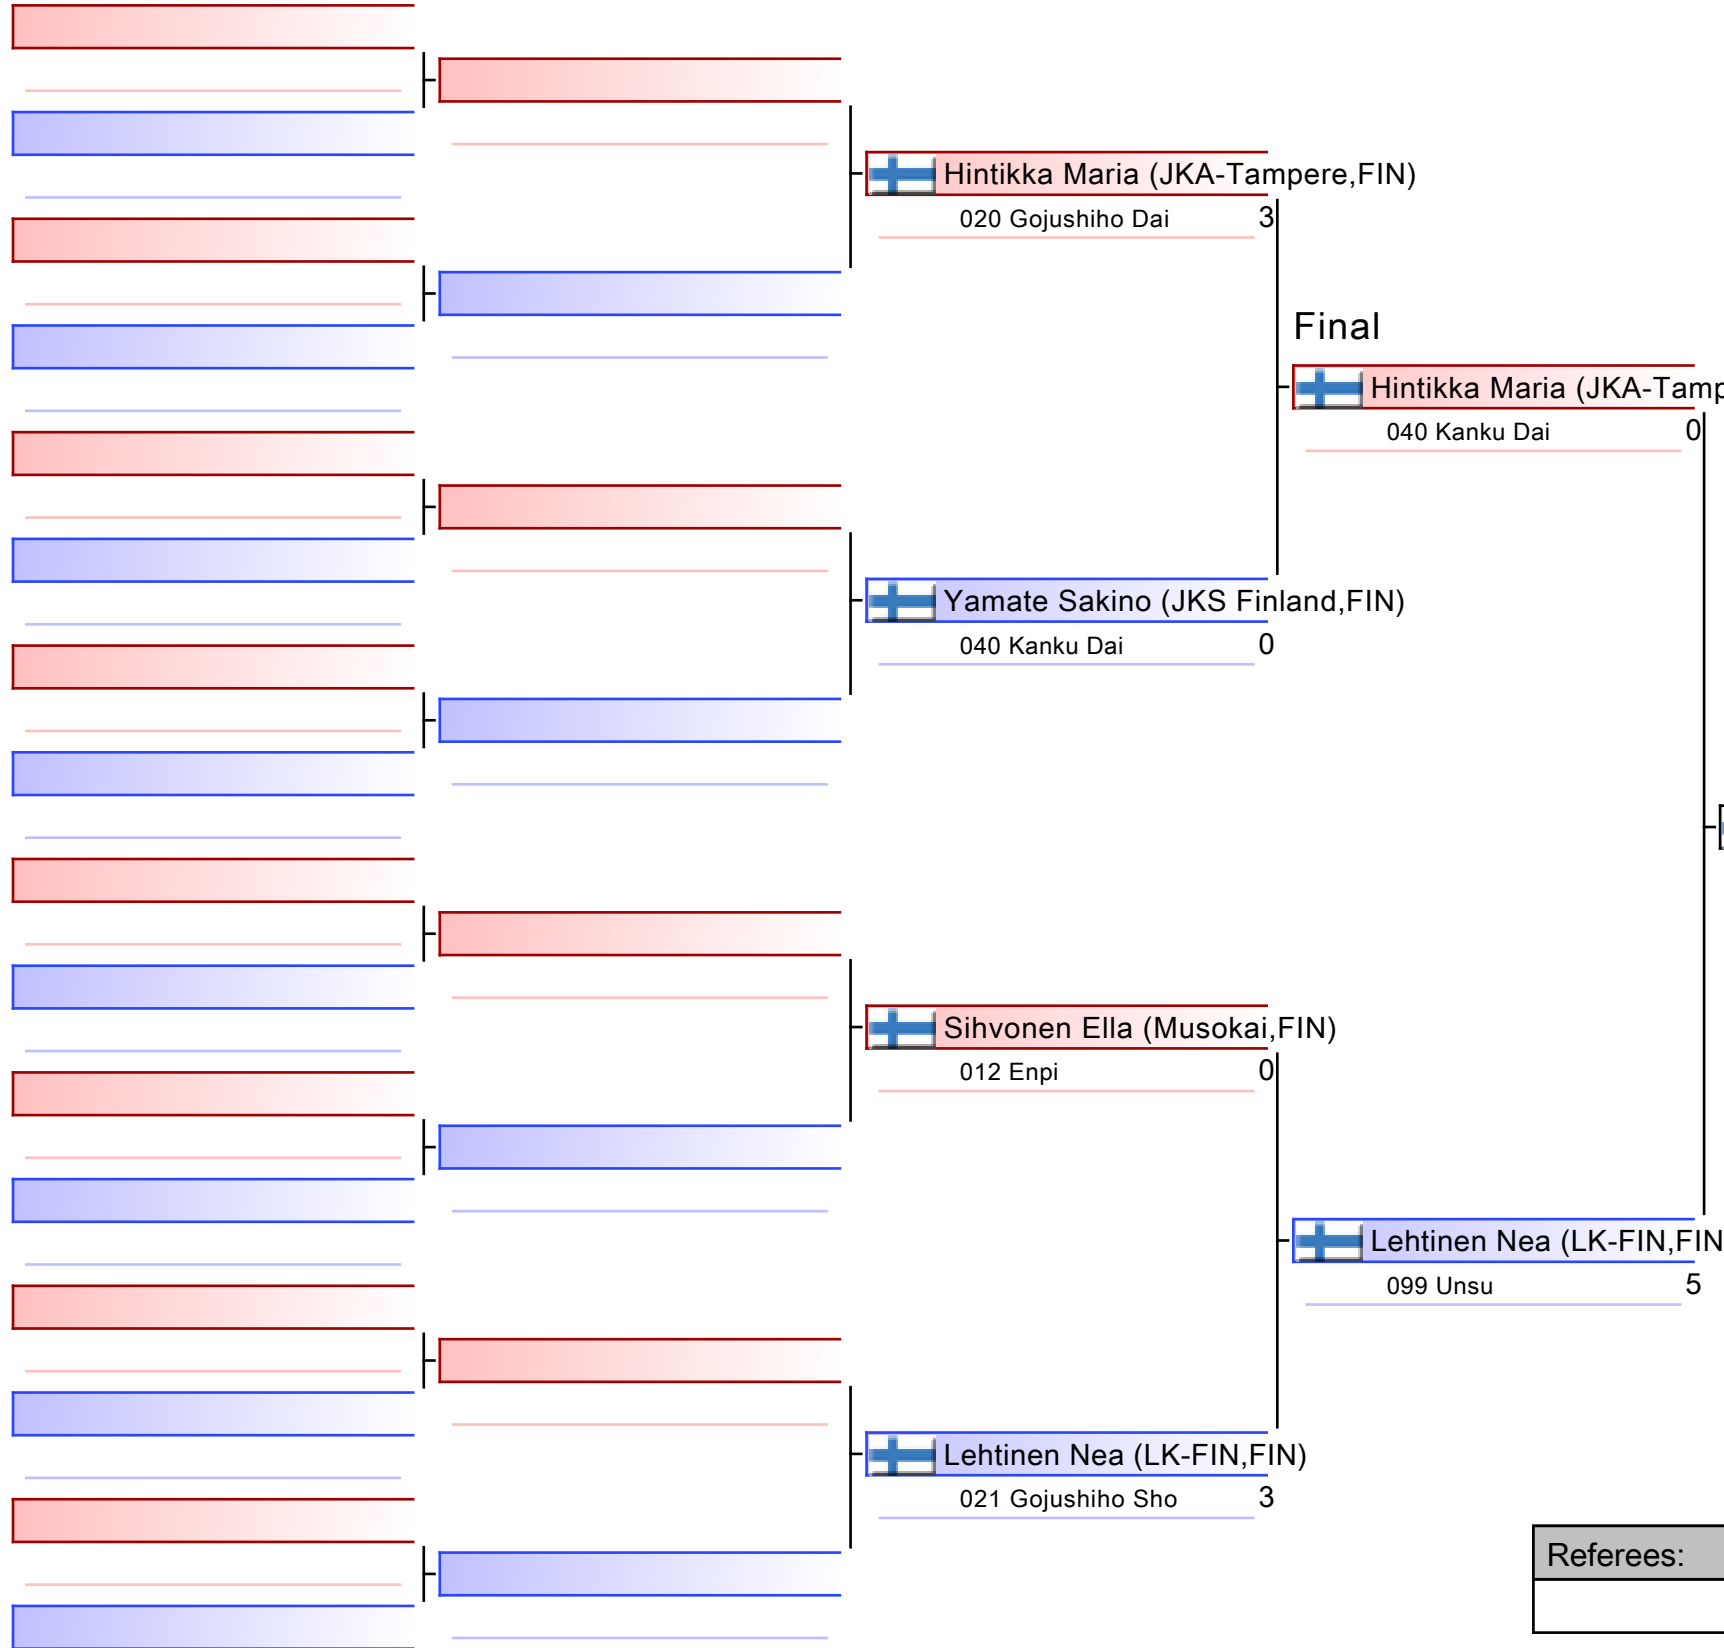 Hintikka Maria (JKA-Tampere,FIN)
020 Gojushiho Dai 3
Final
Hintikka Maria (JKA-Tamp
040 Kanku Dai 0
Yamate Sakino (JKS Finland,FIN)
040 Kanku Dai 0
Sihvonen Ella (Musokai,FIN)
012 Enpi 0
Lehtinen Nea (LK-FIN,FIN
099 Unsu 5
Lehtinen Nea (LK-FIN,FIN)
021 Gojushiho Sho 3
Referees: